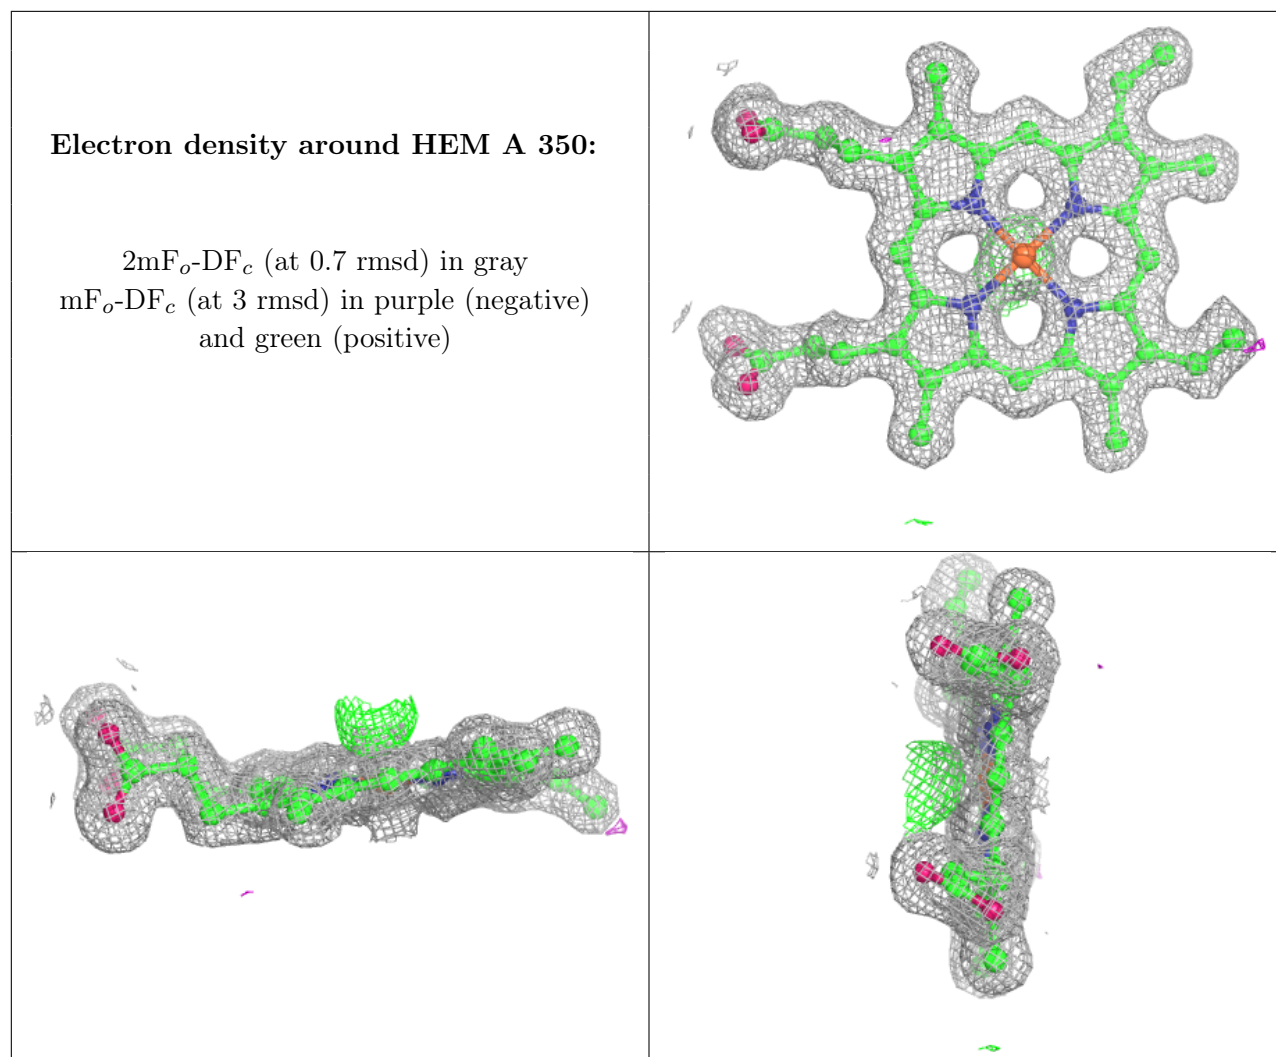 Electron density around HEM A 350:
2mFₒ-DF𝒸 (at 0.7 rmsd) in gray
mFₒ-DF𝒸 (at 3 rmsd) in purple (negative)
and green (positive)